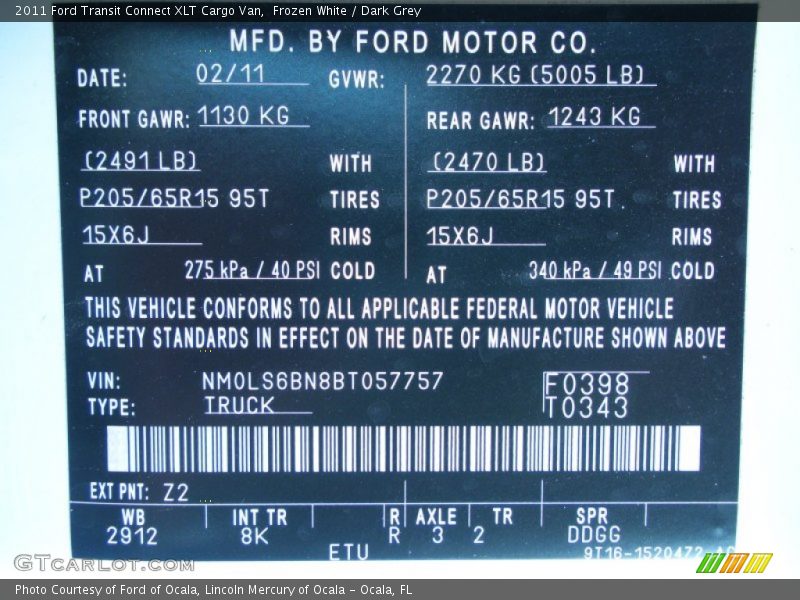 2011 Ford Transit Connect XLT Cargo Van,  Frozen White / Dark Grey
MFD. BY FORD MOTOR CO.
DATE: 02/11 GVWR: 2270 KG (5005 LB)
FRONT GAWR: 1130 KG REAR GAWR: 1243 KG
(2491 LB) WITH (2470 LB) WITH
P205/65R15 95T TIRES P205/65R15 95T TIRES
15X6J RIMS 15X6J RIMS
AT 275 kPa / 40 PSI COLD AT 340 kPa / 49 PSI COLD
THIS VEHICLE CONFORMS TO ALL APPLICABLE FEDERAL MOTOR VEHICLE
SAFETY STANDARDS IN EFFECT ON THE DATE OF MANUFACTURE SHOWN ABOVE
VIN: NM0LS6BN8BT057757 F0398
TYPE: TRUCK T0343
EXT PNT: Z2
WB INT TR R AXLE TR SPR
2912 8K R 3 2 DDGG
ETU 9T16-1520472-
GTCarLot.com
Photo Courtesy of Ford of Ocala, Lincoln Mercury of Ocala - Ocala, FL